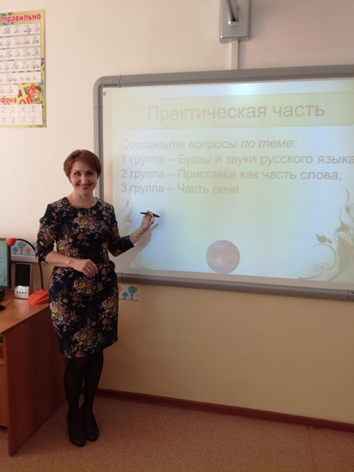 правильно
Практическая часть
Составьте вопросы по теме:
1 группа – Буквы и звуки русского языка
2 группа – Приставка как часть слова,
3 группа – Часть речи